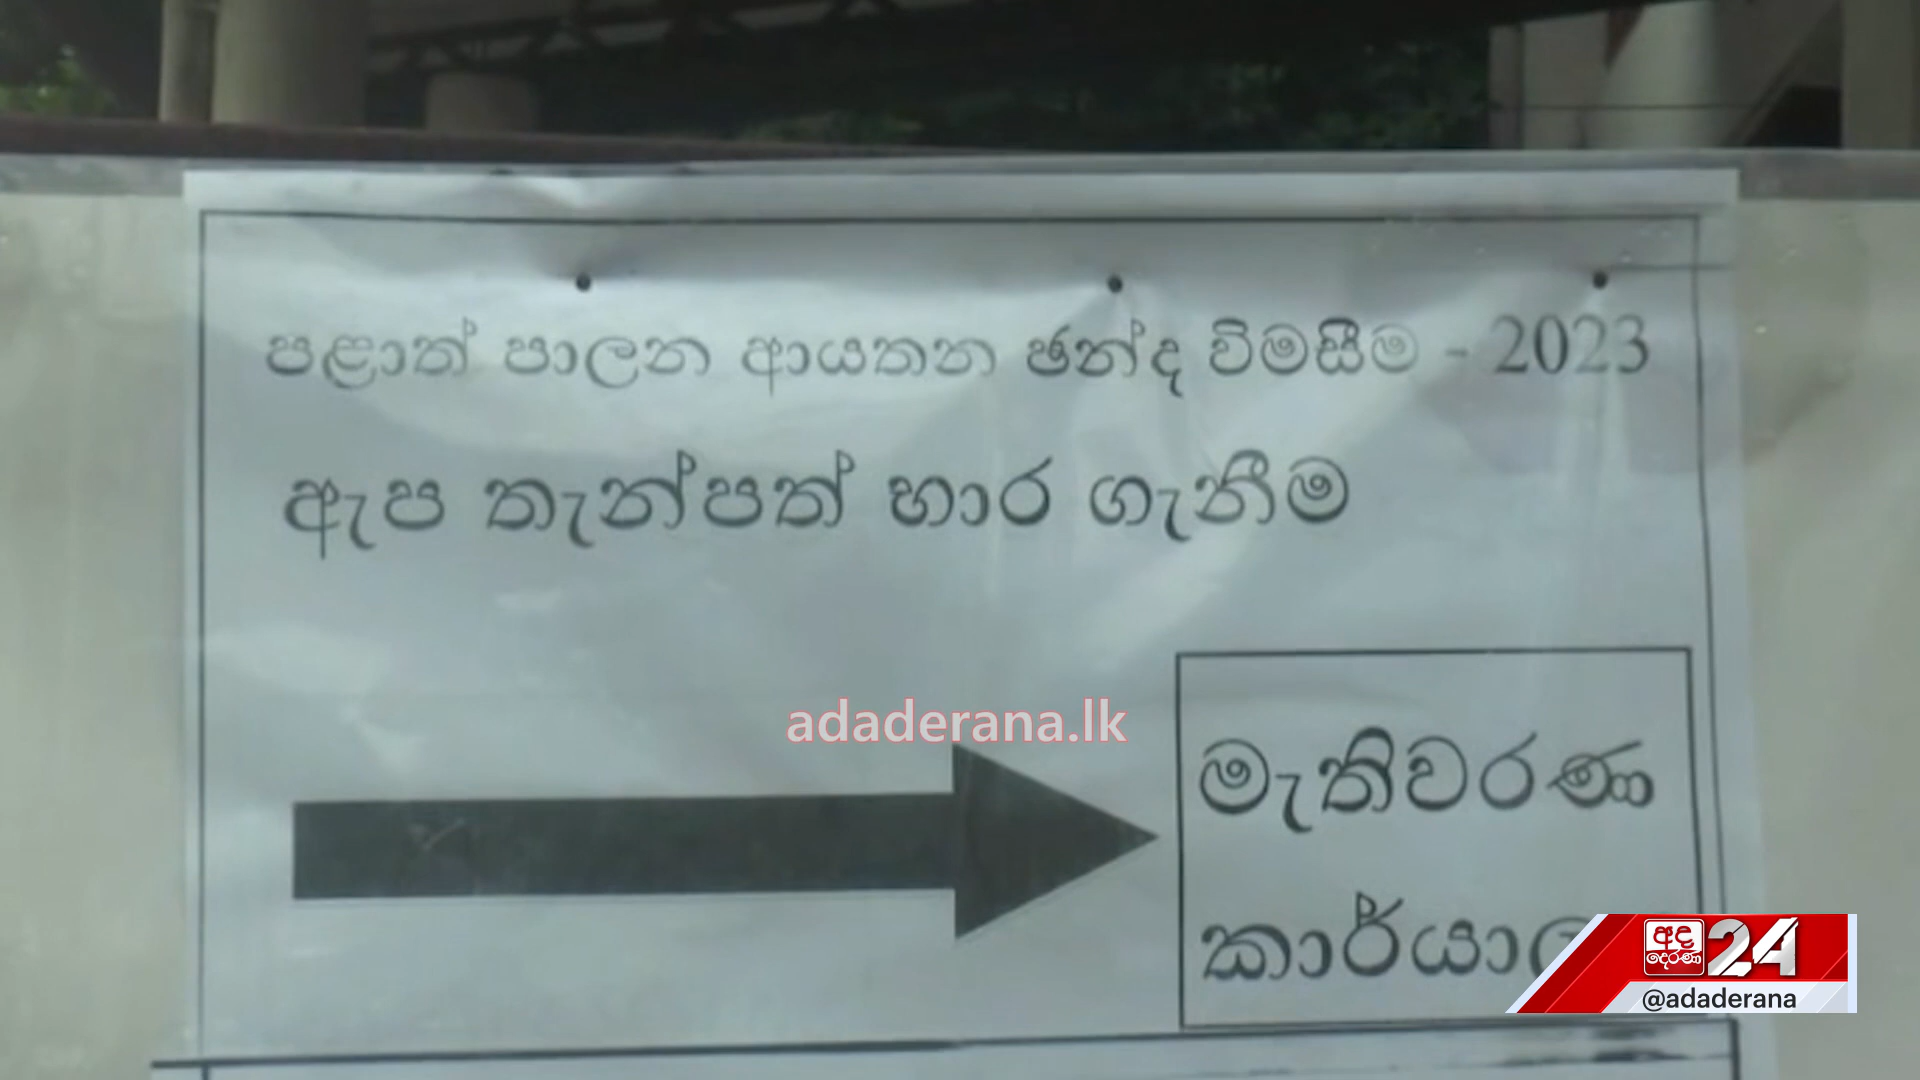 පළාත් පාලන ආයතන ඡන්ද විමසීම - 2023
ඇප තැන්පත් භාර ගැනීම
adaderana.lk
මැතිවරණ
අද
දෙරණ
24
@adaderana